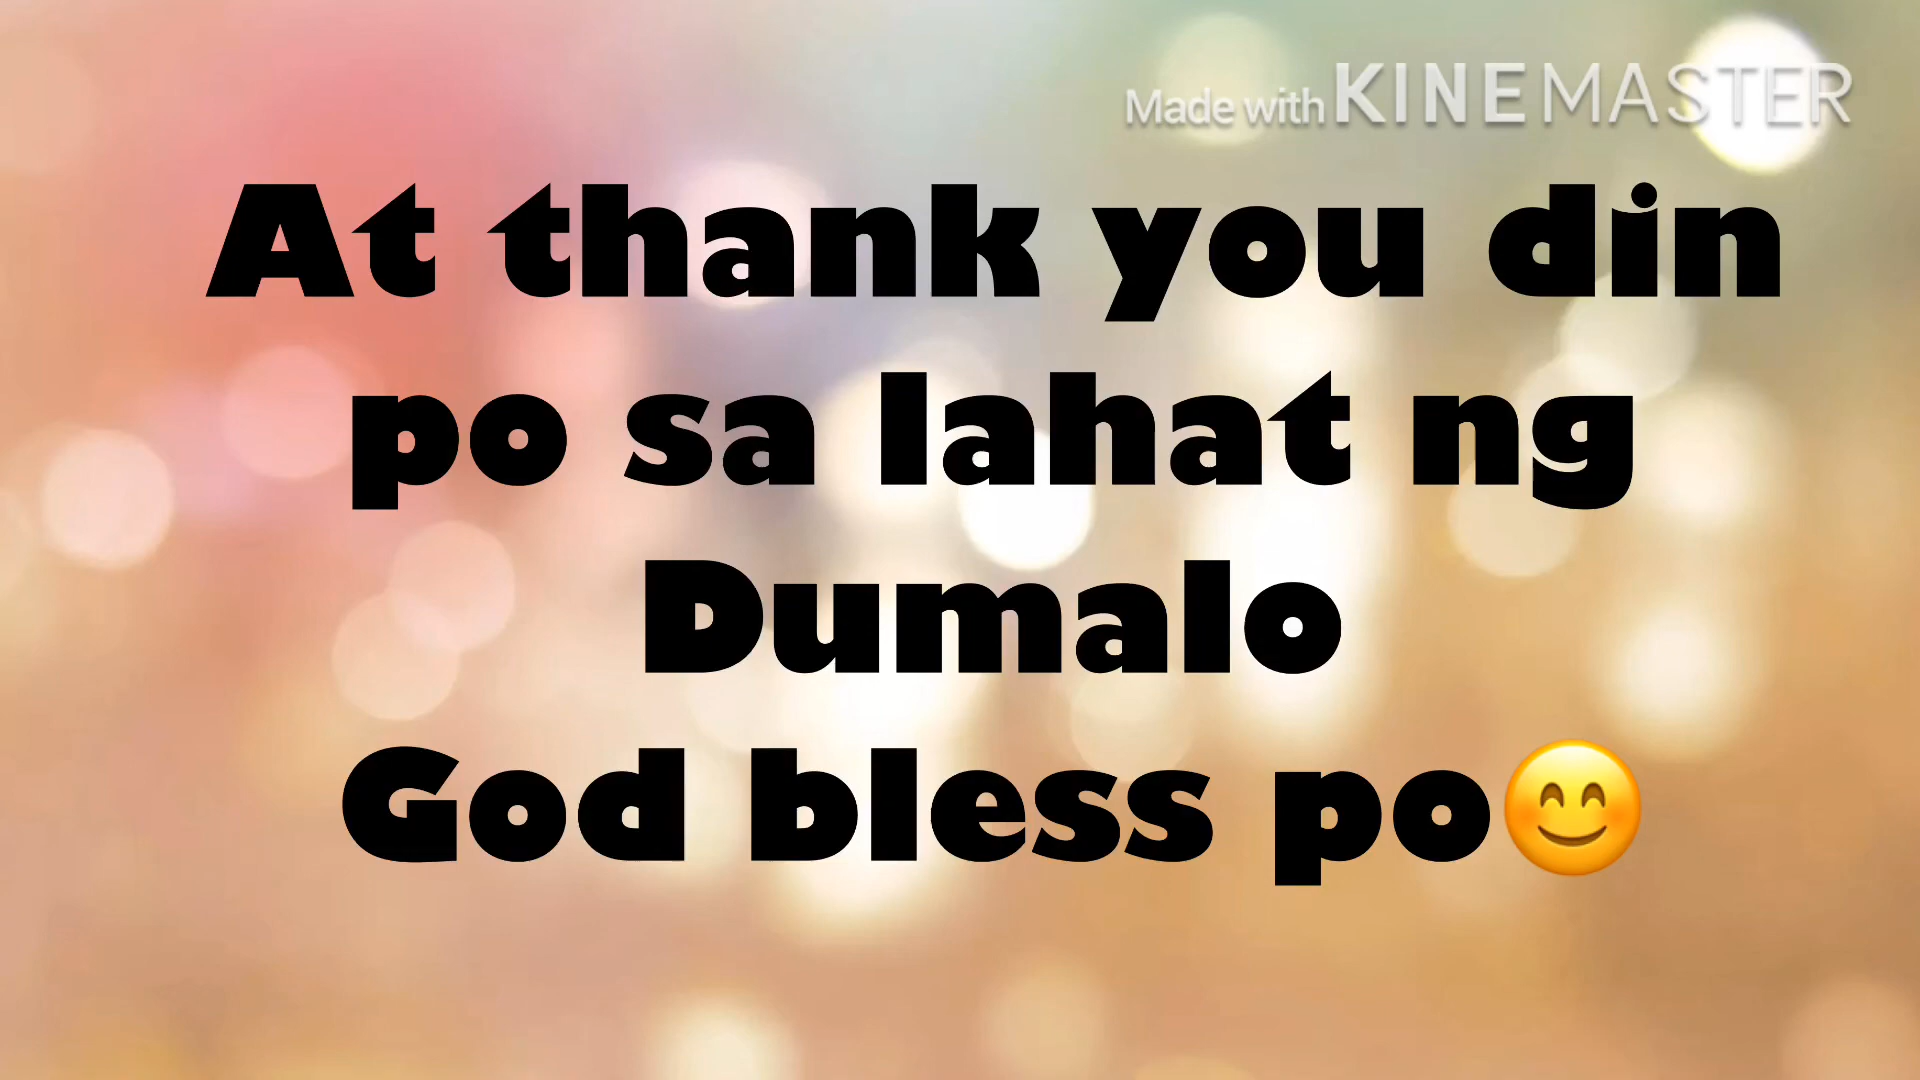 Made with KINEMASTER
At thank you din
po sa lahat ng
Dumalo
God bless po😊